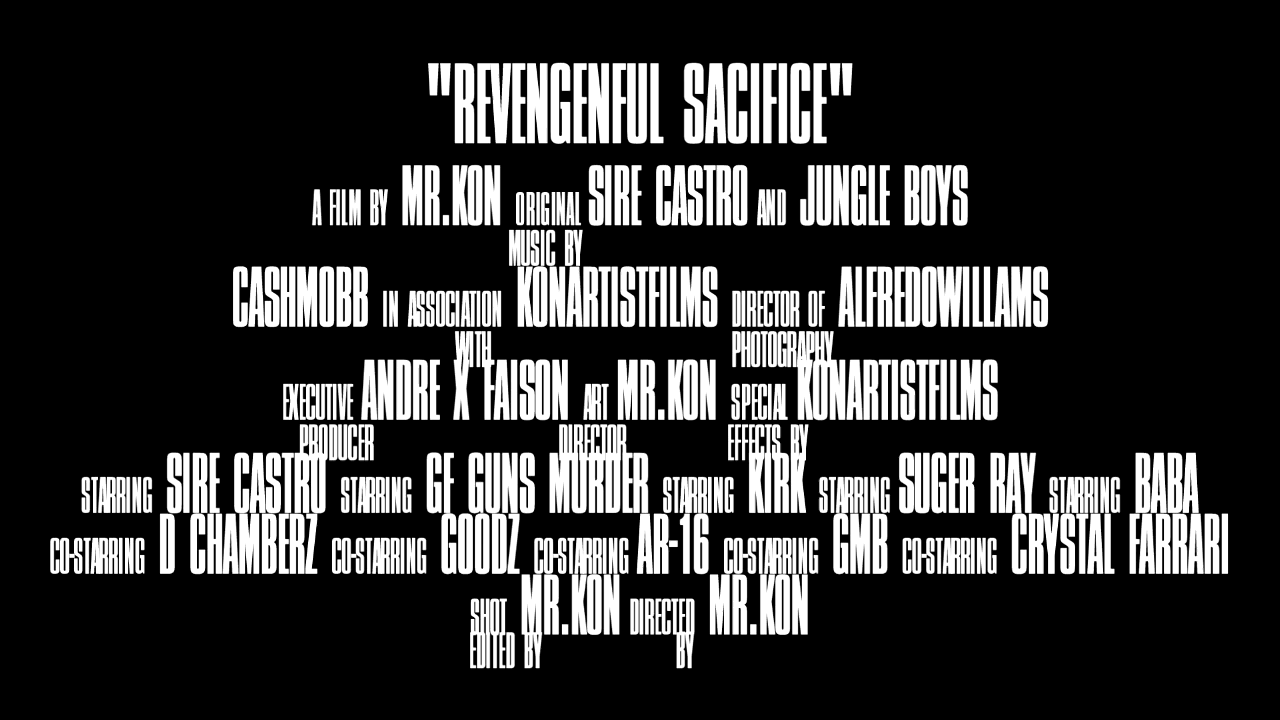 "REVENGENFUL SACIFICE"
A FILM BY MR.KON ORIGINAL MUSIC BY SIRE CASTRO AND JUNGLE BOYS
CASHMOBB IN ASSOCIATION WITH KONARTISTFILMS DIRECTOR OF PHOTOGRAPHY ALFREDOWILLAMS
EXECUTIVE PRODUCER ANDRE X FAISON ART DIRECTOR MR.KON SPECIAL EFFECTS BY KONARTISTFILMS
STARRING SIRE CASTRO STARRING GF GUNS MURDER STARRING KIRK STARRING SUGER RAY STARRING BABA
CO-STARRING D CHAMBERZ CO-STARRING GOODZ CO-STARRING AR-16 CO-STARRING GMB CO-STARRING CRYSTAL FARRARI
SHOT EDITED BY MR.KON DIRECTED BY MR.KON